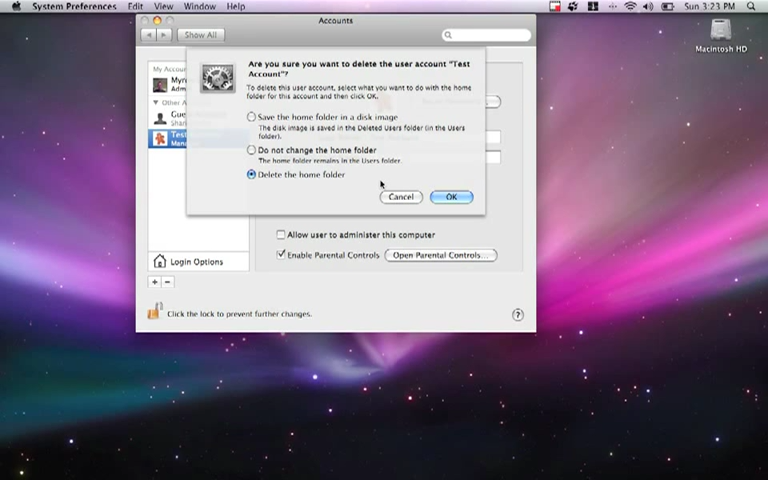 System Preferences Edit View Window Help
Sun 3:23 PM
Accounts
Show All
Macintosh HD
Are you sure you want to delete the user account "Test
Account"?
To delete this user account, select what you want to do with the home
folder for this account and then click OK.
Save the home folder in a disk image
The disk image is saved in the Deleted Users folder (in the Users
folder).
Do not change the home folder
The home folder remains in the Users folder.
Delete the home folder
Cancel OK
My Accou
Adm
Other A
Gue
Shar
Tes
Mana
Allow user to administer this computer
Enable Parental Controls
Open Parental Controls...
Login Options
+ −
Click the lock to prevent further changes.
?